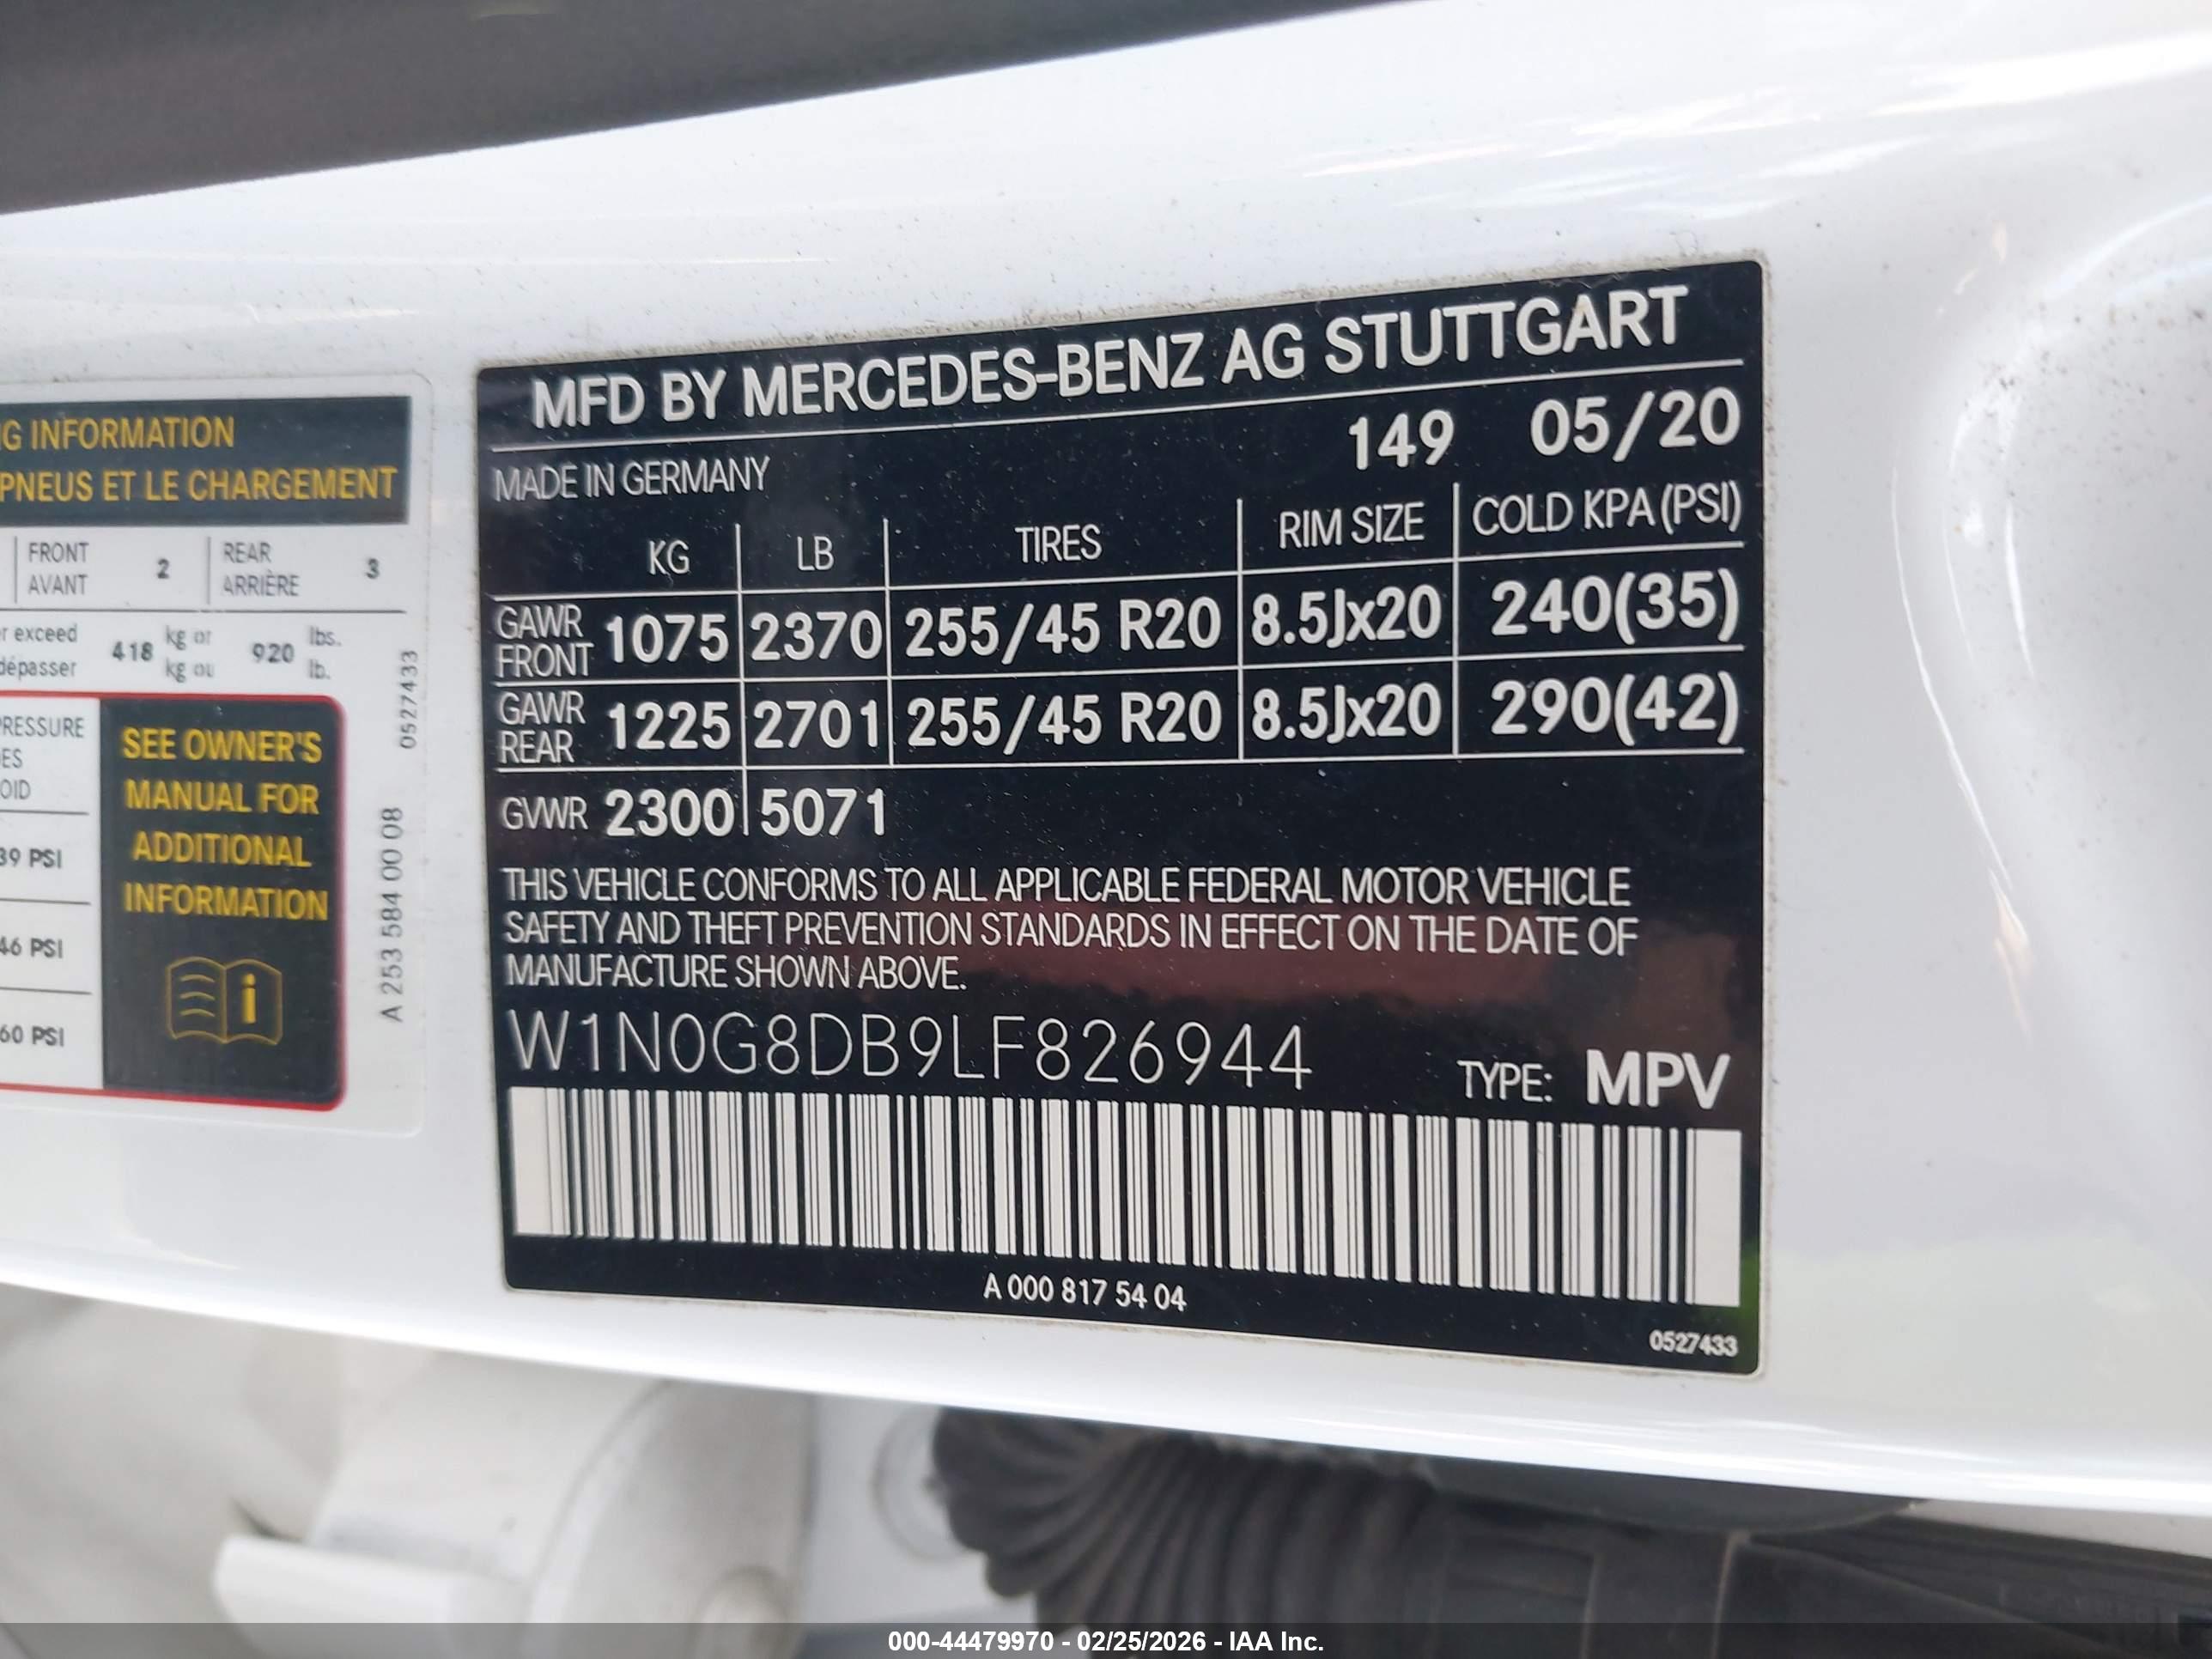 G INFORMATION
PNEUS ET LE CHARGEMENT
FRONT 2 REAR 3
AVANT ARRIÈRE
r exceed 418 kg or 920 lbs.
dépasser kg ou lb.
0527433
RESSURE
ES
OID
39 PSI
46 PSI
60 PSI
SEE OWNER'S
MANUAL FOR
ADDITIONAL
INFORMATION
i
A 253 584 00 08
MFD BY MERCEDES-BENZ AG STUTTGART
149 05/20
MADE IN GERMANY
KG LB TIRES RIM SIZE COLD KPA (PSI)
GAWR FRONT 1075 2370 255/45 R20 8.5Jx20 240(35)
GAWR REAR 1225 2701 255/45 R20 8.5Jx20 290(42)
GVWR 2300 5071
THIS VEHICLE CONFORMS TO ALL APPLICABLE FEDERAL MOTOR VEHICLE
SAFETY AND THEFT PREVENTION STANDARDS IN EFFECT ON THE DATE OF
MANUFACTURE SHOWN ABOVE.
W1N0G8DB9LF826944
TYPE: MPV
A 000 817 54 04
0527433
000-44479970 - 02/25/2026 - IAA Inc.